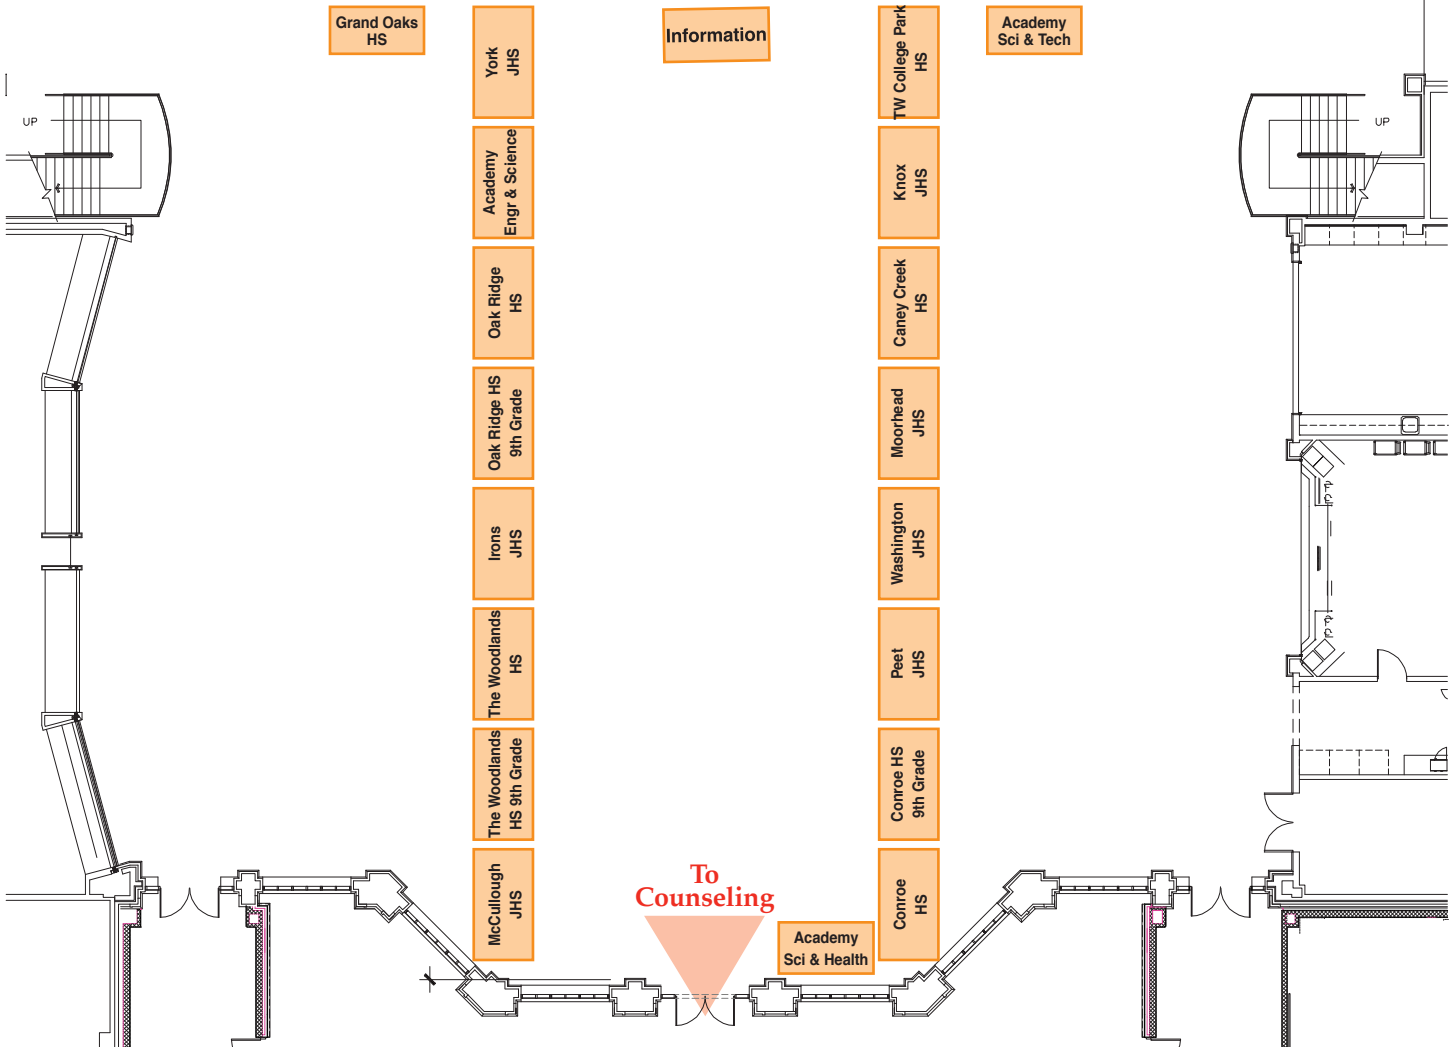 Grand Oaks
HS
York
JHS
Information
TW College Park
HS
Academy
Sci & Tech
UP
UP
Academy
Engr & Science
Knox
JHS
Oak Ridge
HS
Caney Creek
HS
Oak Ridge HS
9th Grade
Moorhead
JHS
Irons
JHS
Washington
JHS
The Woodlands
HS
Peet
JHS
The Woodlands
HS 9th Grade
Conroe HS
9th Grade
McCullough
JHS
To
Counseling
Conroe
HS
Academy
Sci & Health